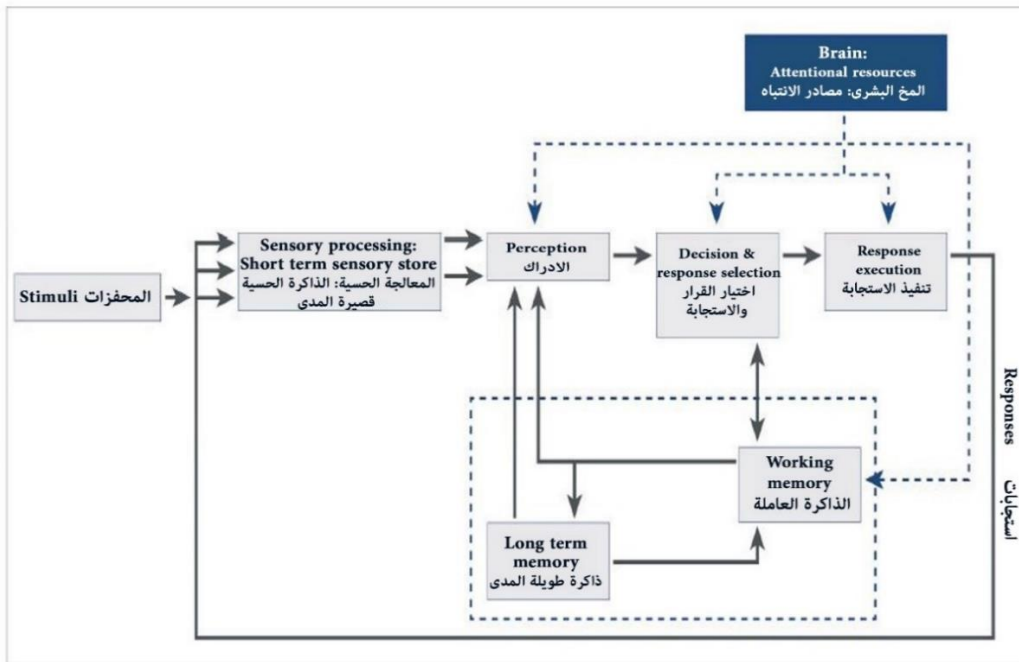 Brain:
Attentional resources
المخ البشرى: مصادر الانتباه
Sensory processing:
Short term sensory store
المعالجة الحسية: الذاكرة الحسية
قصيرة المدى
Perception
الادراك
Decision &
response selection
اختيار القرار
والاستجابة
Response
execution
تنفيذ الاستجابة
Stimuli المحفزات
Responses استجابات
Working
memory
الذاكرة العاملة
Long term
memory
ذاكرة طويلة المدى